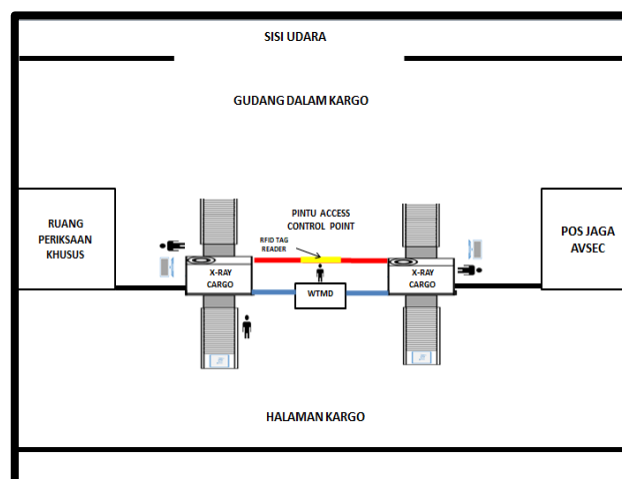 SISI UDARA
GUDANG DALAM KARGO
RUANG
PERIKSAAN
KHUSUS
PINTU ACCESS
CONTROL POINT
RFID TAG
READER
POS JAGA
AVSEC
X-RAY
CARGO
WTMD
X-RAY
CARGO
HALAMAN KARGO